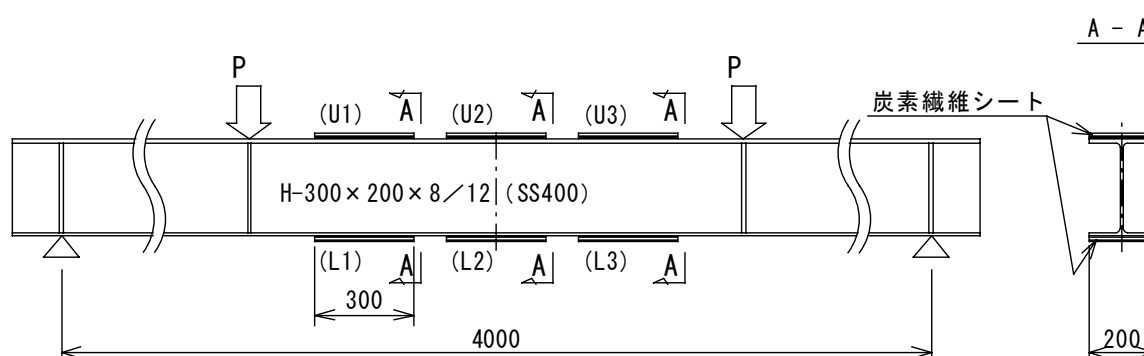 A - A
P
P
(U1)
A
(U2)
A
(U3)
A
炭素繊維シート
H-300×200×8/12 (SS400)
(L1)
A
(L2)
A
(L3)
A
300
4000
200